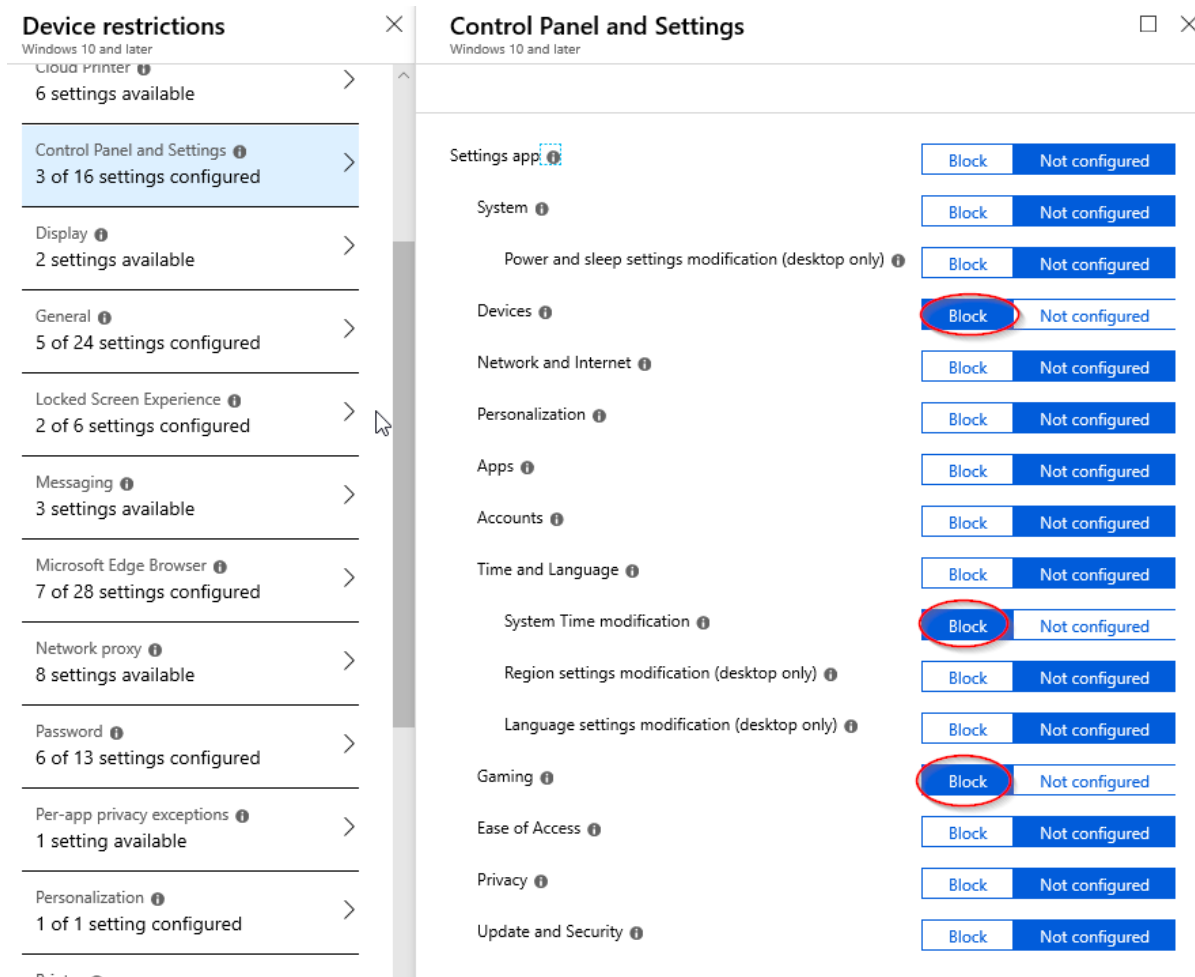 Device restrictions
Windows 10 and later
Cloud Printer
6 settings available
Control Panel and Settings
3 of 16 settings configured
Display
2 settings available
General
5 of 24 settings configured
Locked Screen Experience
2 of 6 settings configured
Messaging
3 settings available
Microsoft Edge Browser
7 of 28 settings configured
Network proxy
8 settings available
Password
6 of 13 settings configured
Per-app privacy exceptions
1 setting available
Personalization
1 of 1 setting configured
Control Panel and Settings
Windows 10 and later
Settings app Block Not configured
System Block Not configured
Power and sleep settings modification (desktop only) Block Not configured
Devices Block Not configured
Network and Internet Block Not configured
Personalization Block Not configured
Apps Block Not configured
Accounts Block Not configured
Time and Language Block Not configured
System Time modification Block Not configured
Region settings modification (desktop only) Block Not configured
Language settings modification (desktop only) Block Not configured
Gaming Block Not configured
Ease of Access Block Not configured
Privacy Block Not configured
Update and Security Block Not configured